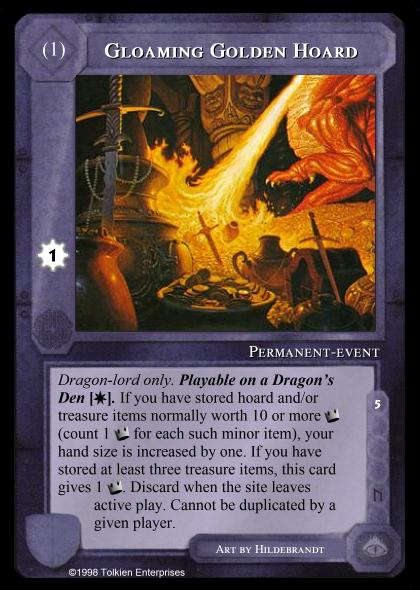 (1)
GLOAMING GOLDEN HOARD
1
PERMANENT-EVENT
Dragon-lord only. Playable on a Dragon's
Den [✷]. If you have stored hoard and/or
treasure items normally worth 10 or more
(count 1 for each such minor item), your
hand size is increased by one. If you have
stored at least three treasure items, this card
gives 1 . Discard when the site leaves
active play. Cannot be duplicated by a
given player.
5
ART BY HILDEBRANDT
©1998 Tolkien Enterprises